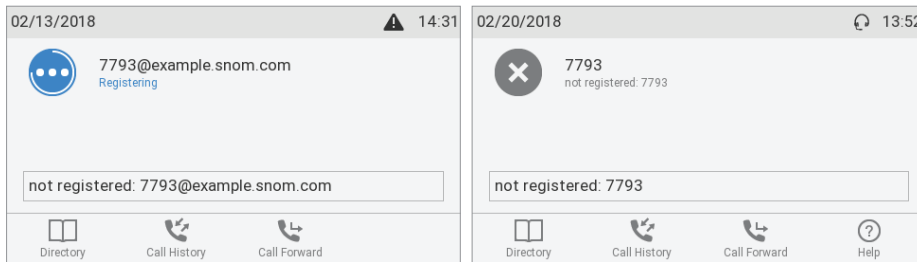 02/13/2018 14:31
7793@example.snom.com
Registering
not registered: 7793@example.snom.com
Directory Call History Call Forward
02/20/2018 13:52
7793
not registered: 7793
not registered: 7793
Directory Call History Call Forward Help